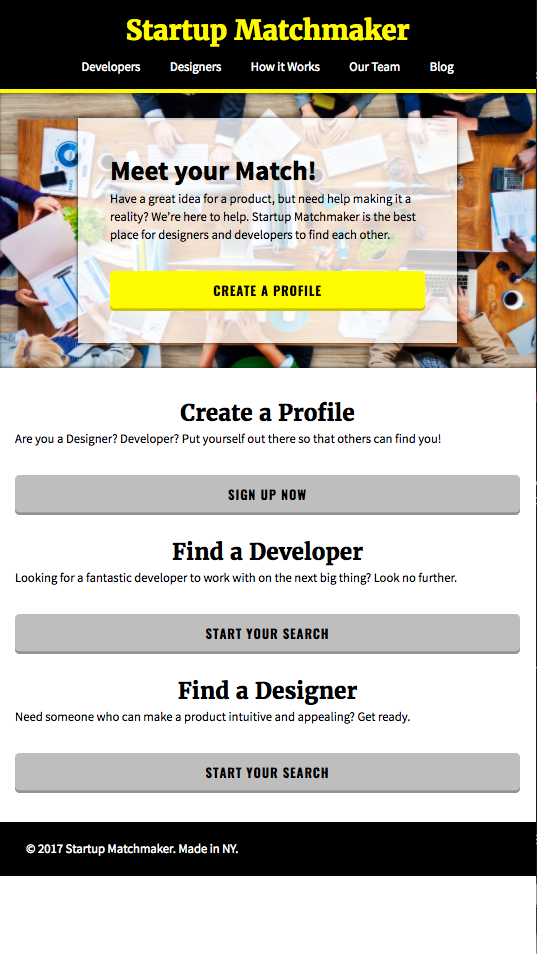 Startup Matchmaker
Developers Designers How it Works Our Team Blog
Meet your Match!
Have a great idea for a product, but need help making it a
reality? We're here to help. Startup Matchmaker is the best
place for designers and developers to find each other.
CREATE A PROFILE
Create a Profile
Are you a Designer? Developer? Put yourself out there so that others can find you!
SIGN UP NOW
Find a Developer
Looking for a fantastic developer to work with on the next big thing? Look no further.
START YOUR SEARCH
Find a Designer
Need someone who can make a product intuitive and appealing? Get ready.
START YOUR SEARCH
© 2017 Startup Matchmaker. Made in NY.